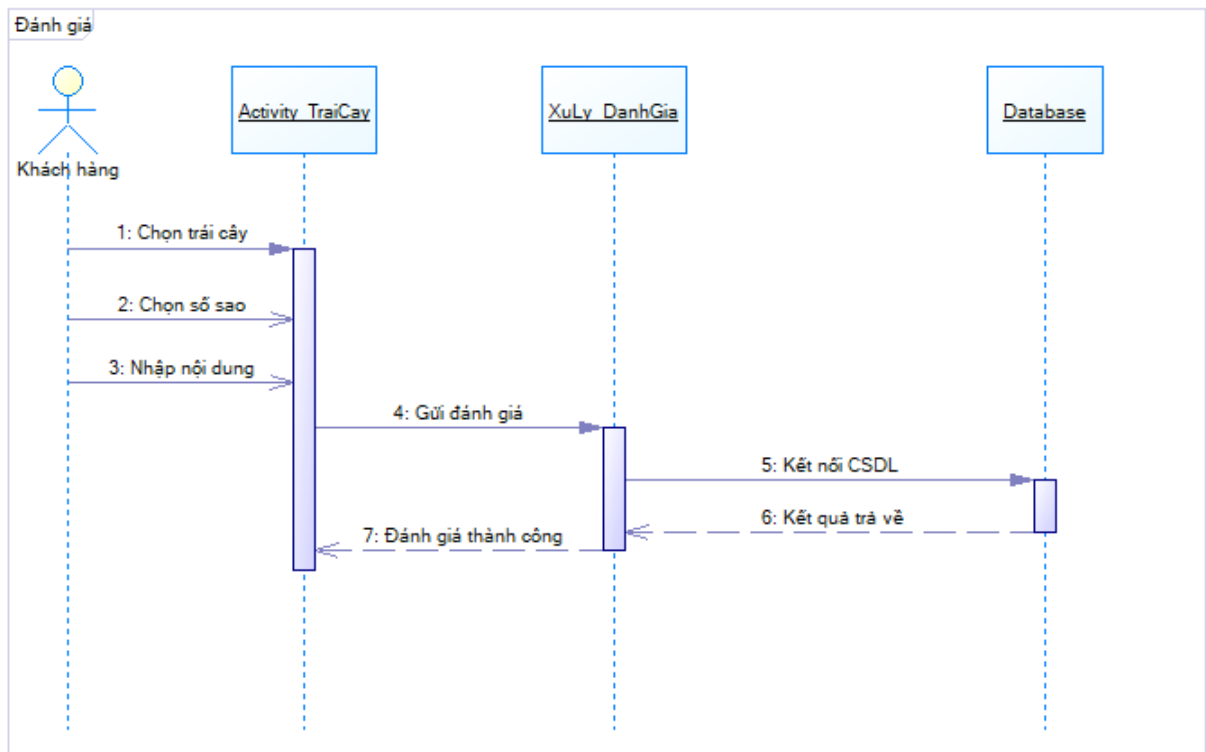 Đánh giá
Activity_TraiCay
XuLy_DanhGia
Database
Khách hàng
1: Chọn trái cây
2: Chọn số sao
3: Nhập nội dung
4: Gửi đánh giá
5: Kết nối CSDL
6: Kết quả trả về
7: Đánh giá thành công